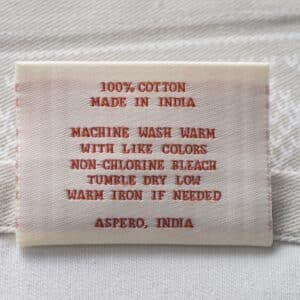 100% COTTON
MADE IN INDIA
MACHINE WASH WARM
WITH LIKE COLORS
NON-CHLORINE BLEACH
TUMBLE DRY LOW
WARM IRON IF NEEDED
ASPERO, INDIA